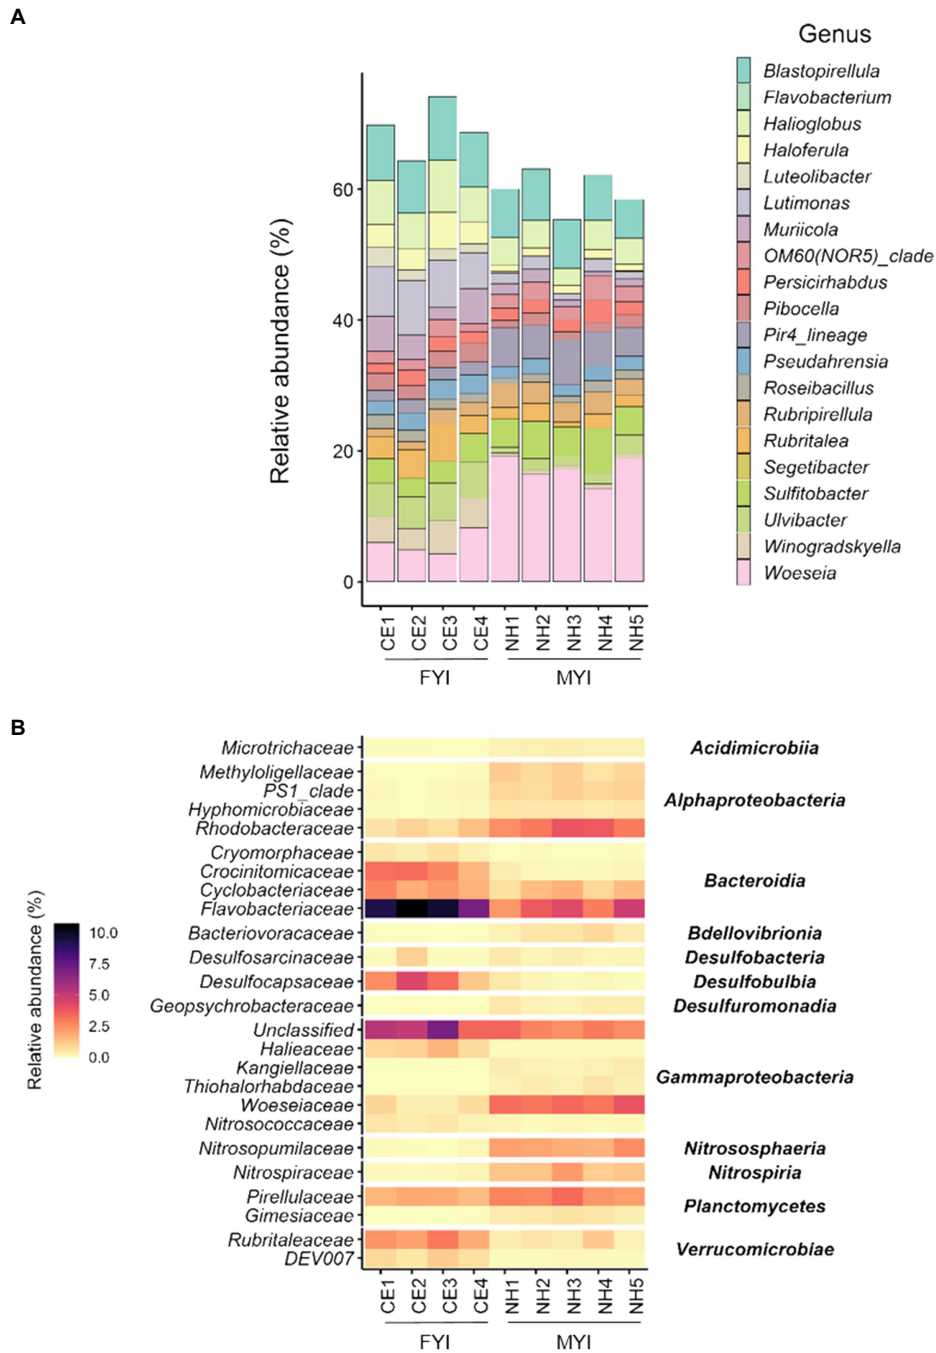 A
Genus
Blastopirellula
Flavobacterium
Halioglobus
Haloferula
Luteolibacter
Lutimonas
Muriicola
OM60(NOR5)_clade
Persicirhabdus
Pibocella
Pir4_lineage
Pseudahrensia
Roseibacillus
Rubripirellula
Rubritalea
Segetibacter
Sulfitobacter
Ulvibacter
Winogradskyella
Woeseia
Relative abundance (%)
60
40
20
0
CE1 CE2 CE3 CE4 NH1 NH2 NH3 NH4 NH5
FYI MYI
B
Microtrichaceae Acidimicrobiia
Methyloligellaceae
PS1_clade
Hyphomicrobiaceae
Rhodobacteraceae
Alphaproteobacteria
Cryomorphaceae
Crocinitomicaceae
Cyclobacteriaceae
Flavobacteriaceae
Bacteroidia
Bacteriovoracaceae Bdellovibrionia
Desulfosarcinaceae Desulfobacteria
Desulfocapsaceae Desulfobulbia
Geopsychrobacteraceae Desulfuromonadia
Unclassified
Halieaceae
Kangiellaceae
Thiohalorhabdaceae
Woeseiaceae
Nitrosococcaceae
Gammaproteobacteria
Nitrosopumilaceae Nitrososphaeria
Nitrospiraceae Nitrospiria
Pirellulaceae
Gimesiaceae
Planctomycetes
Rubritaleaceae
DEV007
Verrucomicrobiae
Relative abundance (%)
10.0
7.5
5.0
2.5
0.0
CE1 CE2 CE3 CE4 NH1 NH2 NH3 NH4 NH5
FYI MYI